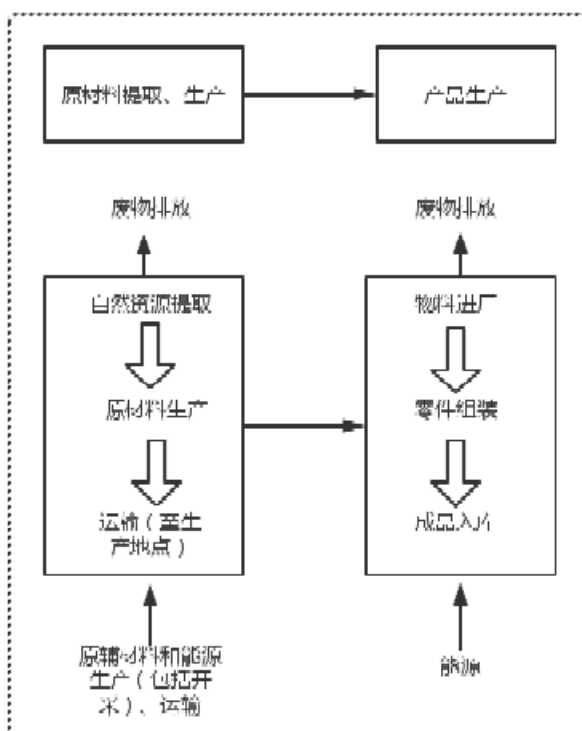 原材料提取、生产
产品生产
废物排放
废物排放
自然资源提取
物料进厂
原材料生产
零件组装
运输（至生
产地点）
成品入库
原辅材料和能源
生产（包括开
采）、运输
能源